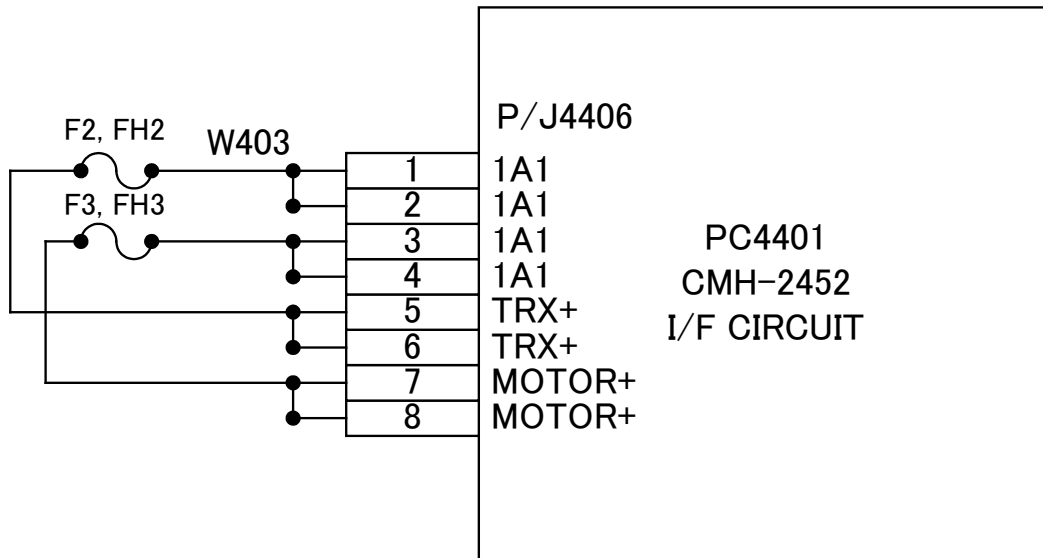 P/J4406
F2, FH2
W403
1 1A1
2 1A1
F3, FH3
3 1A1
4 1A1
5 TRX+
6 TRX+
7 MOTOR+
8 MOTOR+
PC4401
CMH-2452
I/F CIRCUIT